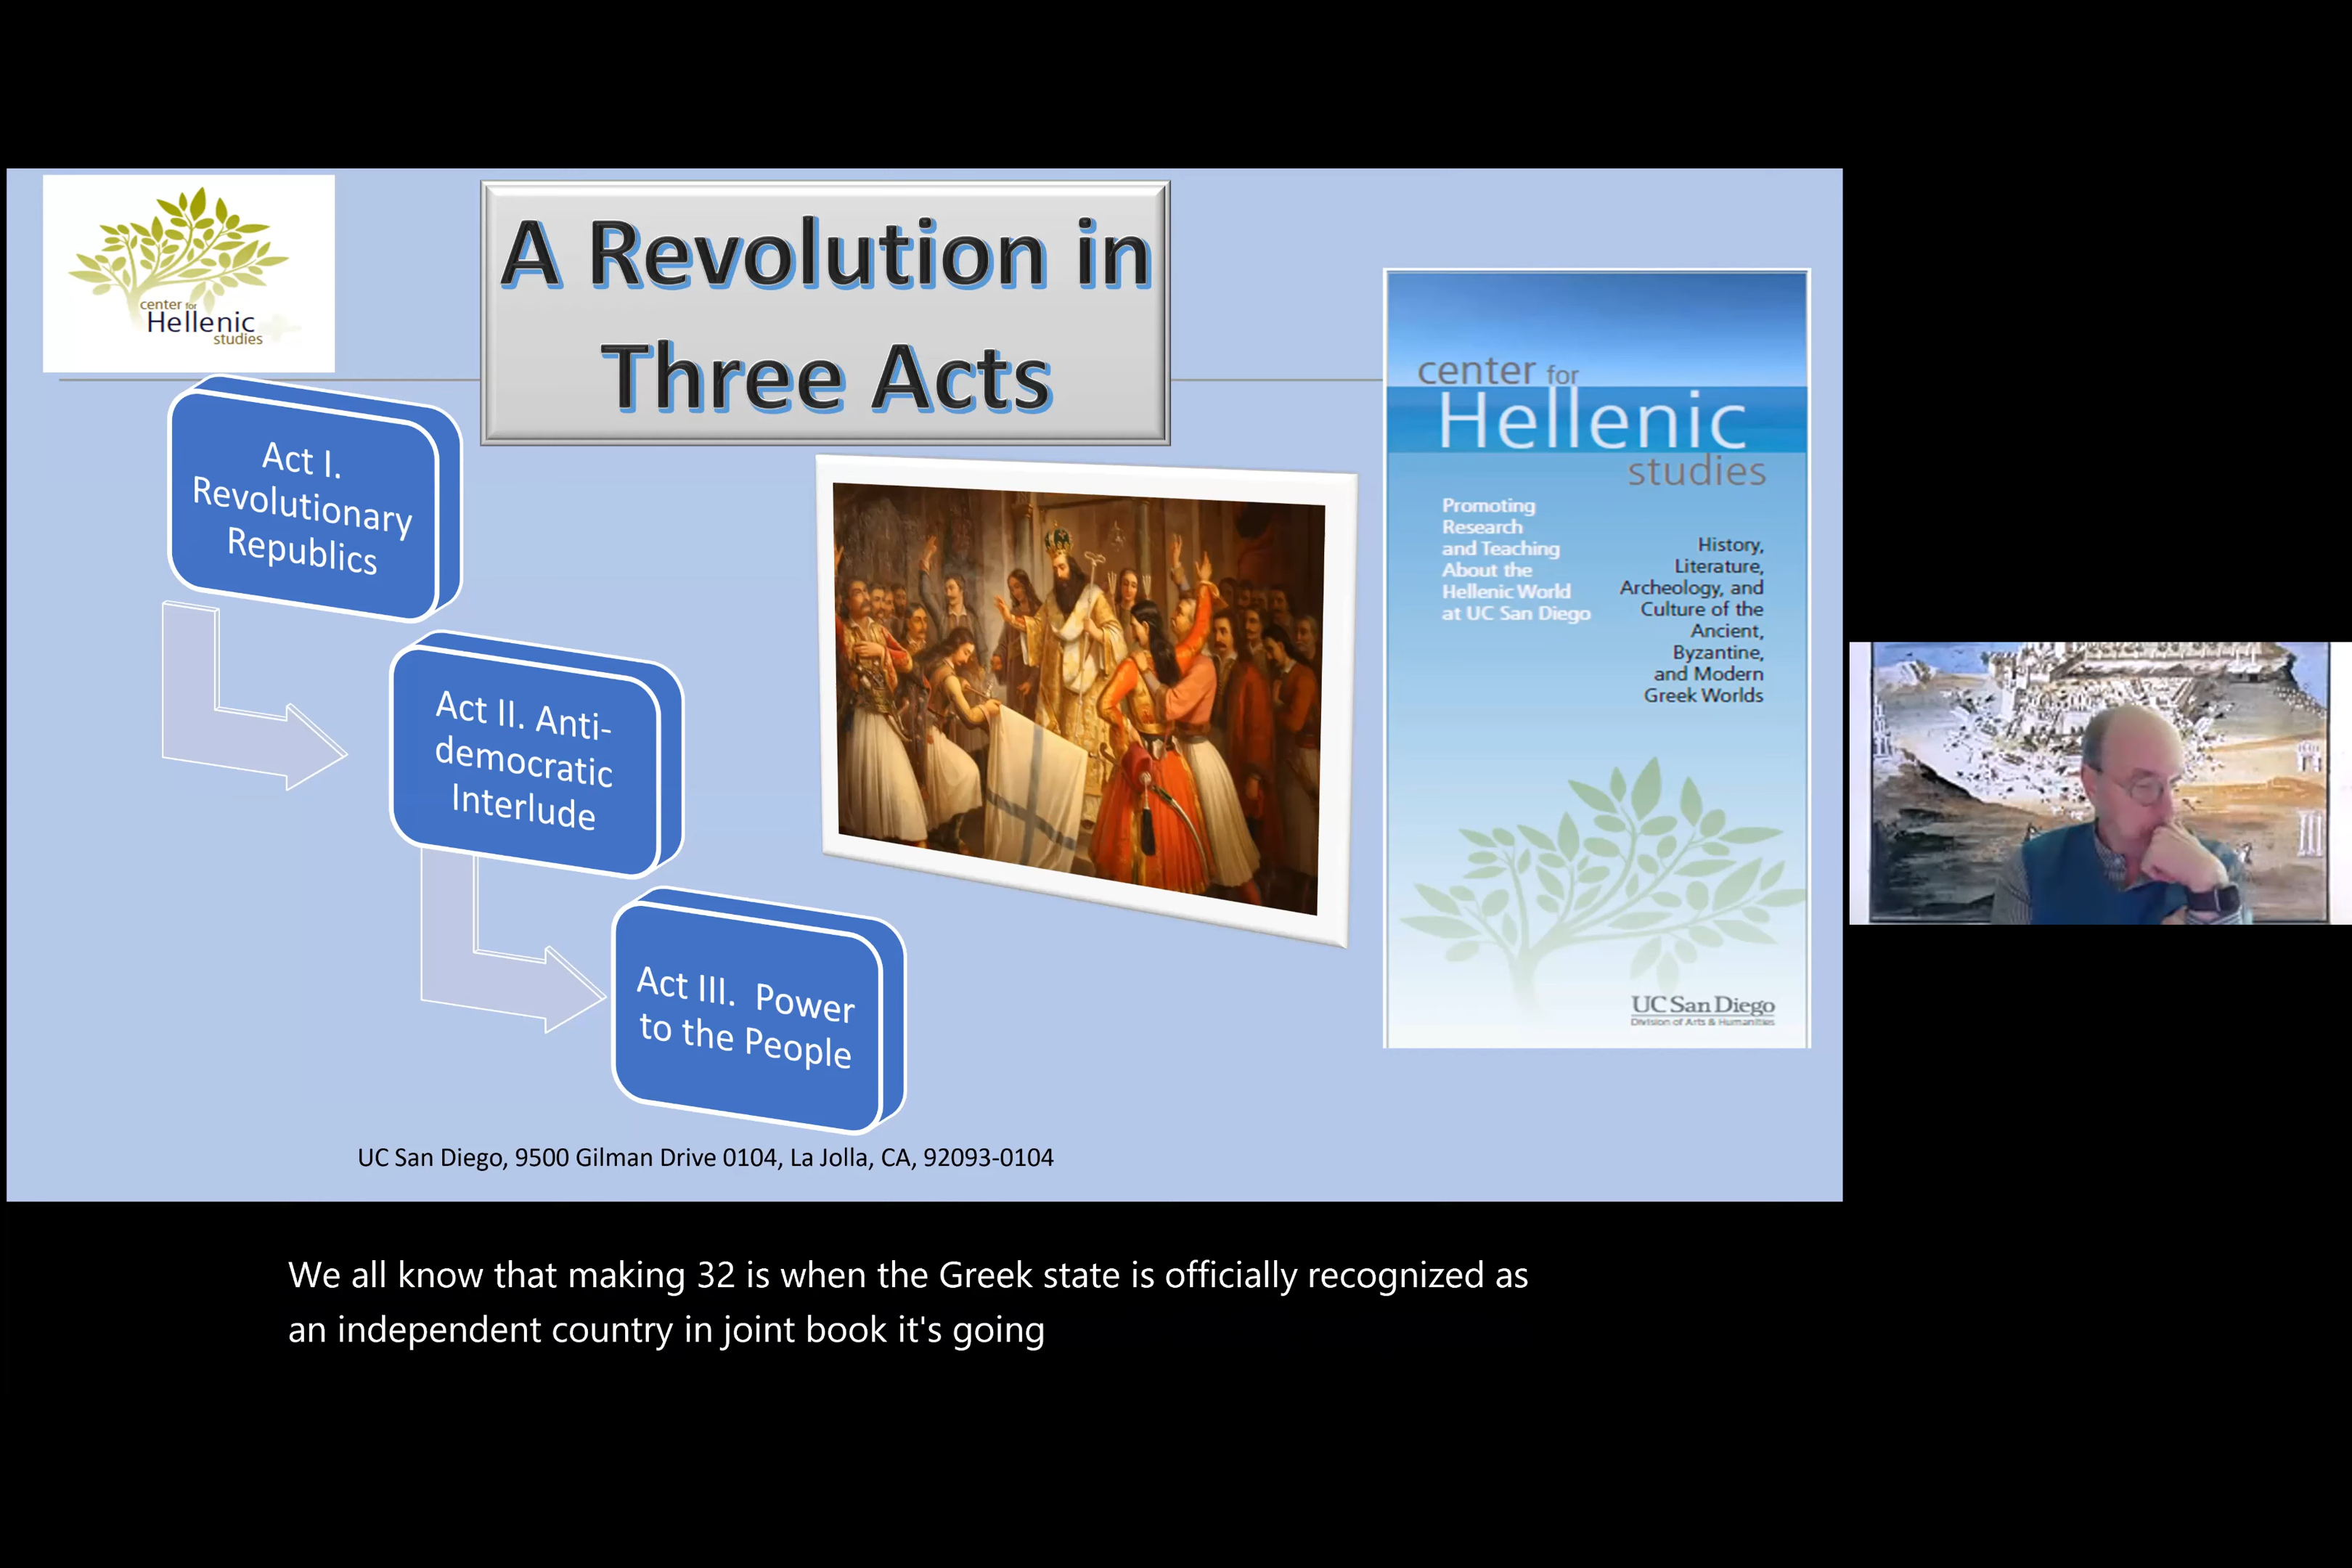 center for
Hellenic
studies
A Revolution in
Three Acts
Act I.
Revolutionary
Republics
Act II. Anti-
democratic
Interlude
Act III.  Power
to the People
center for
Hellenic
studies
Promoting
Research
and Teaching
About the
Hellenic World
at UC San Diego
History,
Literature,
Archeology, and
Culture of the
Ancient,
Byzantine,
and Modern
Greek Worlds
UC San Diego
Division of Arts & Humanities
UC San Diego, 9500 Gilman Drive 0104, La Jolla, CA, 92093-0104
We all know that making 32 is when the Greek state is officially recognized as
an independent country in joint book it's going